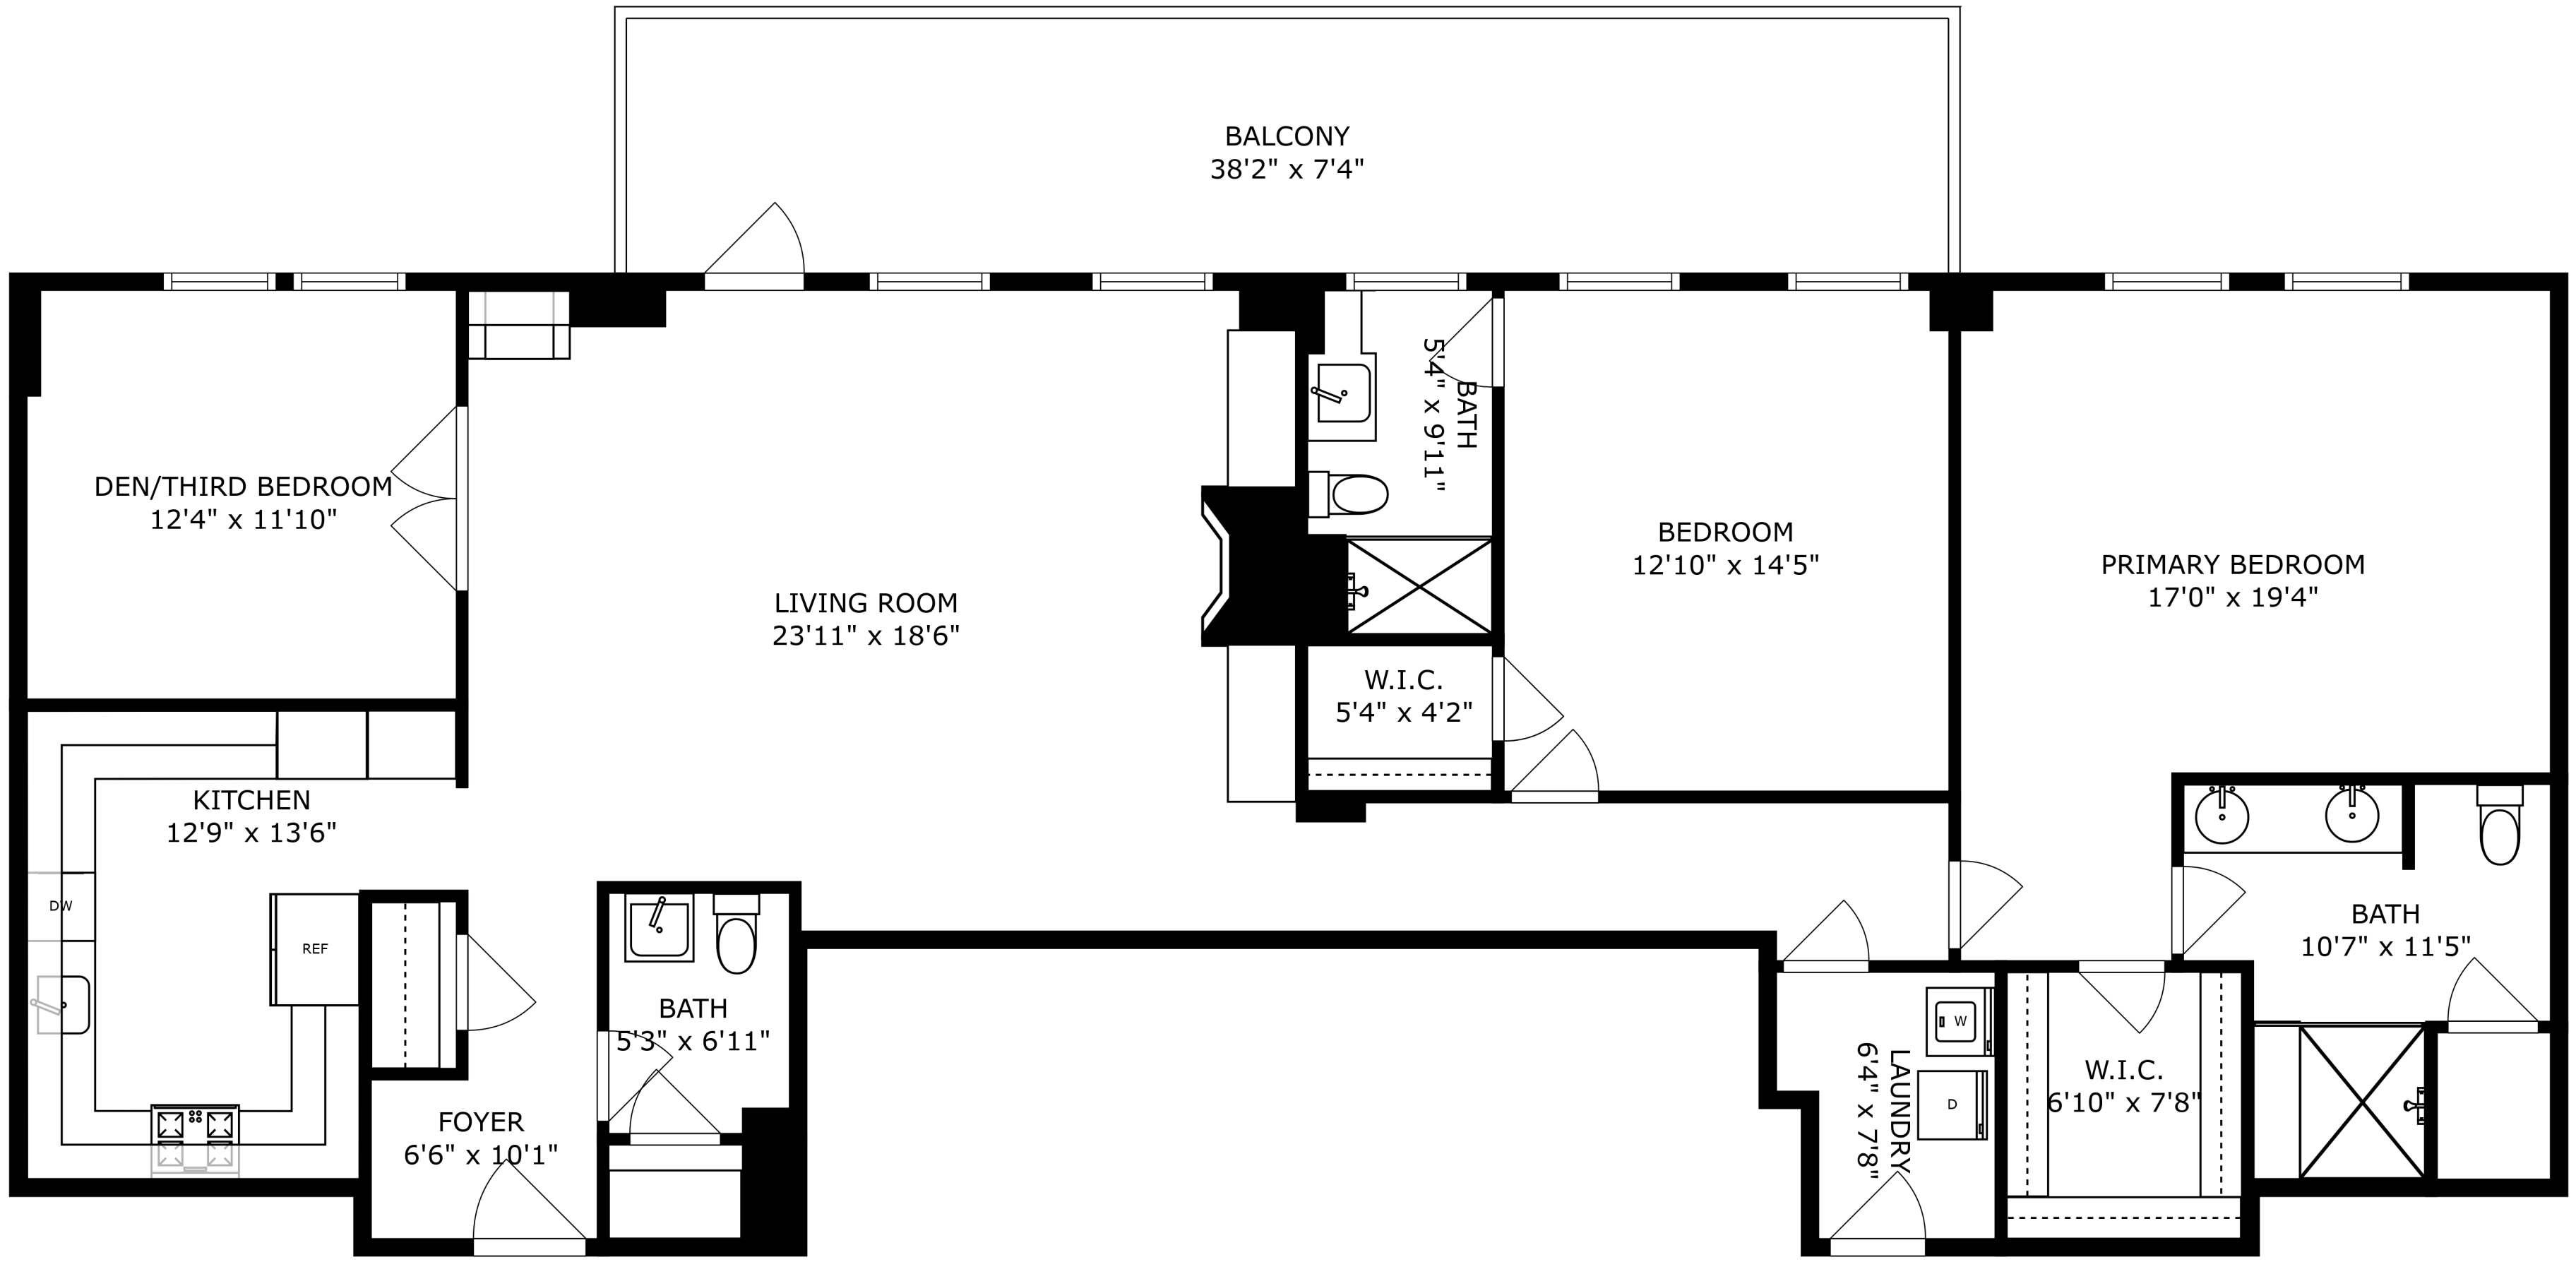 BALCONY
38'2" x 7'4"
DEN/THIRD BEDROOM
12'4" x 11'10"
LIVING ROOM
23'11" x 18'6"
BATH
5'4" x 9'11"
W.I.C.
5'4" x 4'2"
BEDROOM
12'10" x 14'5"
PRIMARY BEDROOM
17'0" x 19'4"
KITCHEN
12'9" x 13'6"
DW
REF
FOYER
6'6" x 10'1"
BATH
5'3" x 6'11"
LAUNDRY
6'4" x 7'8"
W
D
W.I.C.
6'10" x 7'8"
BATH
10'7" x 11'5"